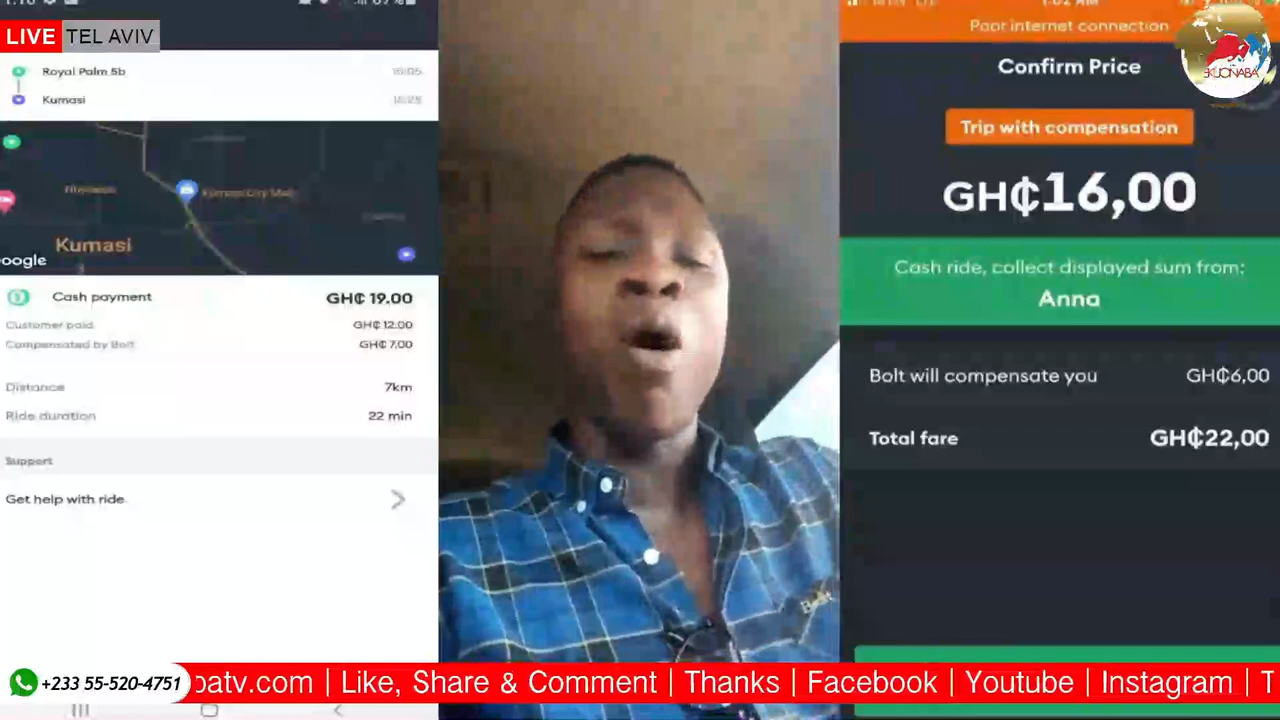 LIVE TEL AVIV
Royal Palm 5b
Kumasi
Kumasi
oogle
Cash payment GH₵ 19.00
Customer paid GH₵ 12.00
Compensated by Bolt GH₵ 7.00
Distance 7km
Ride duration 22 min
Support
Get help with ride
Poor internet connection
Confirm Price
Trip with compensation
GH₵16,00
Cash ride, collect displayed sum from:
Anna
Bolt will compensate you GH₵6,00
Total fare GH₵22,00
+233 55-520-4751
batv.com | Like, Share & Comment | Thanks | Facebook | Youtube | Instagram | T